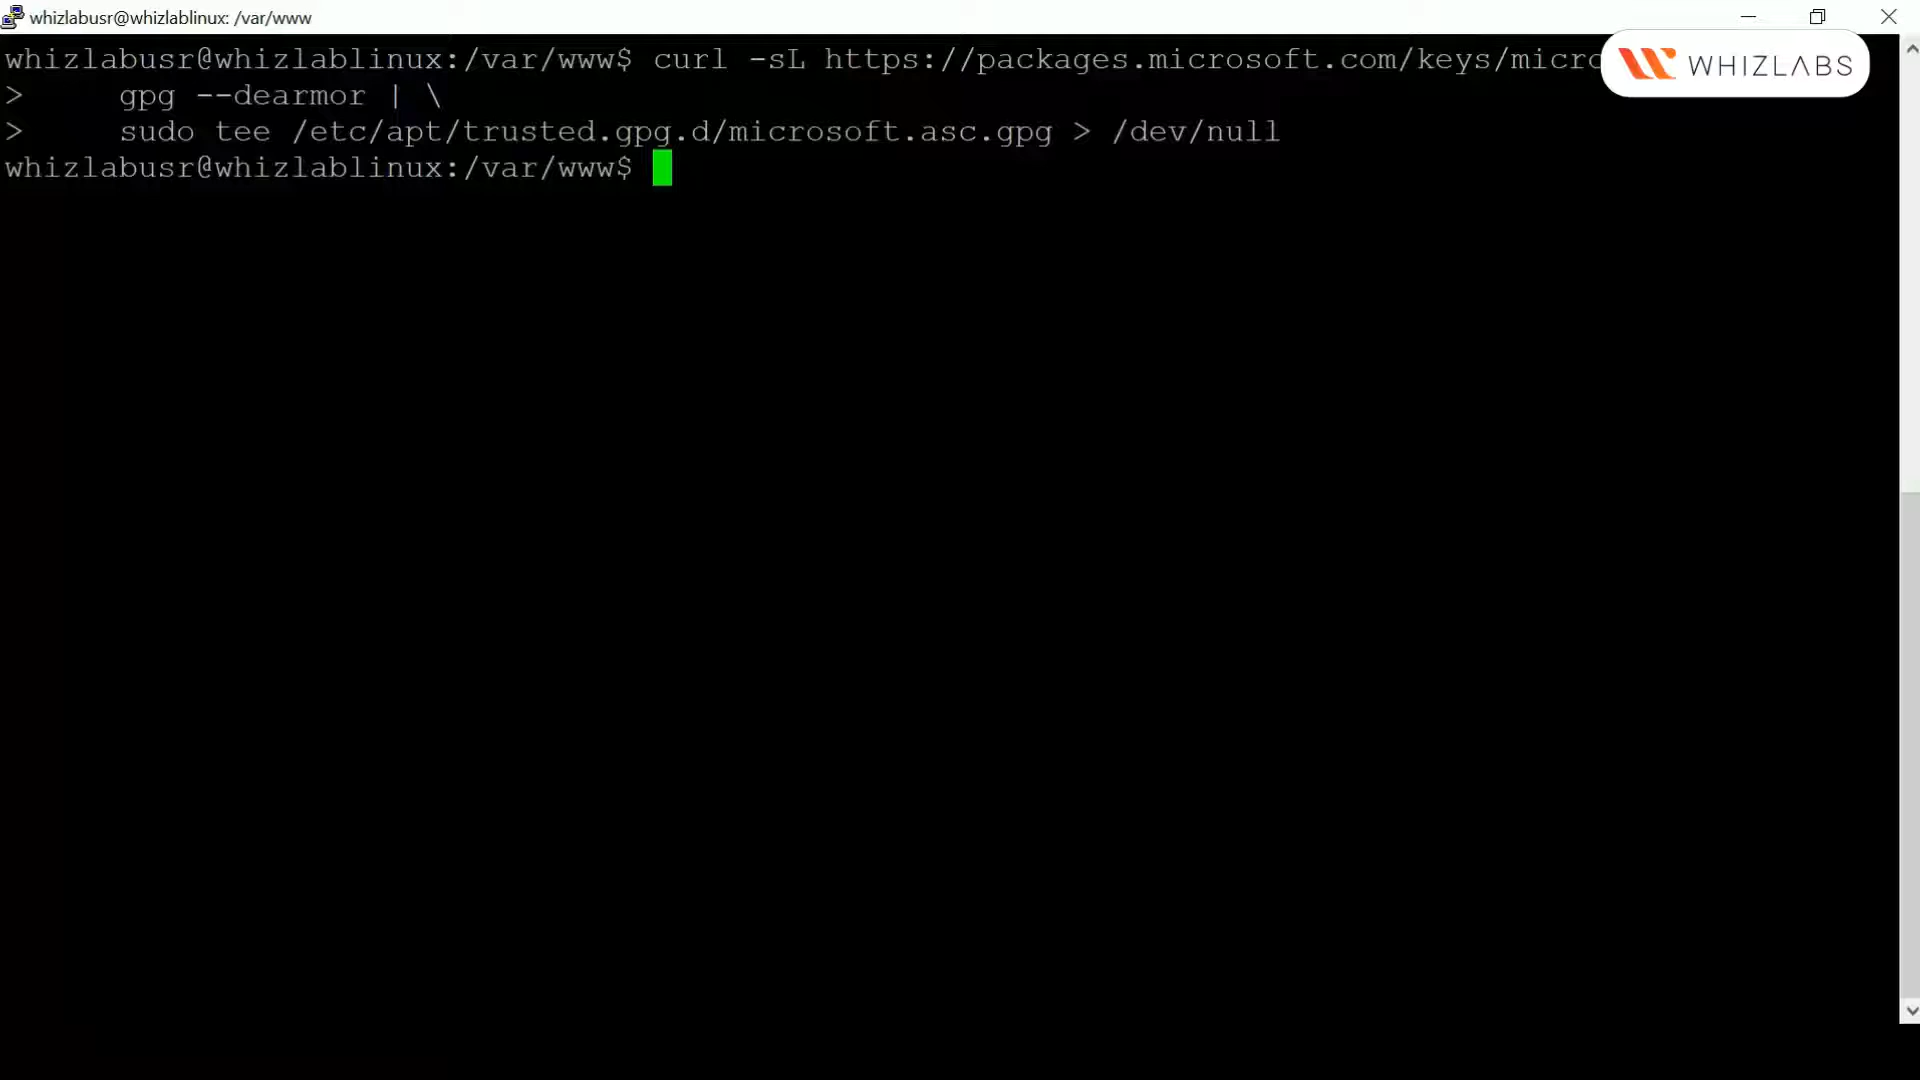 whizlabusr@whizlablinux: /var/www
whizlabusr@whizlablinux:/var/www$ curl -sL https://packages.microsoft.com/keys/micro
WHIZLABS
>     gpg --dearmor | \
>     sudo tee /etc/apt/trusted.gpg.d/microsoft.asc.gpg > /dev/null
whizlabusr@whizlablinux:/var/www$